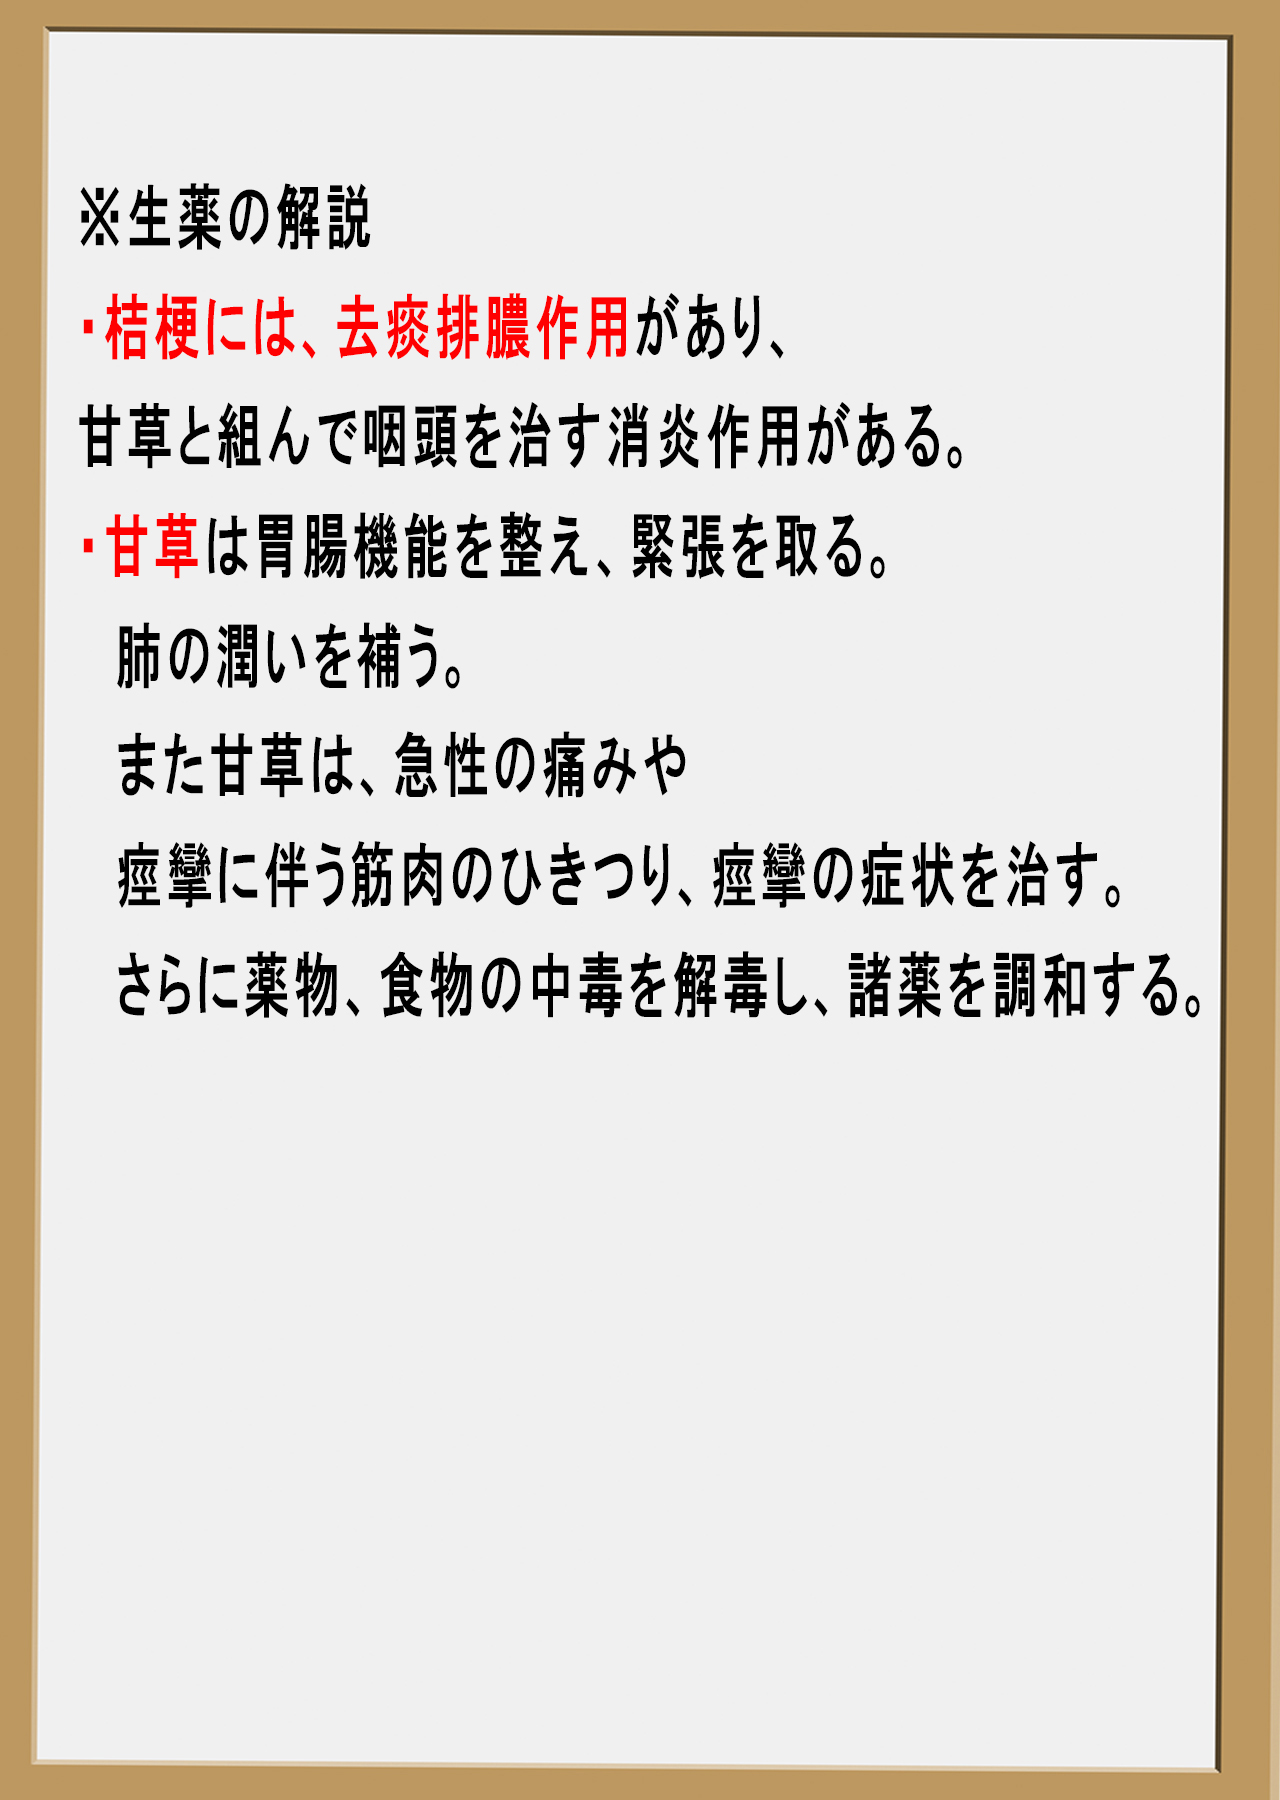 ※生薬の解説
・桔梗には、去痰排膿作用があり、
甘草と組んで咽頭を治す消炎作用がある。
・甘草は胃腸機能を整え、緊張を取る。
肺の潤いを補う。
また甘草は、急性の痛みや
痙攣に伴う筋肉のひきつり、痙攣の症状を治す。
さらに薬物、食物の中毒を解毒し、諸薬を調和する。